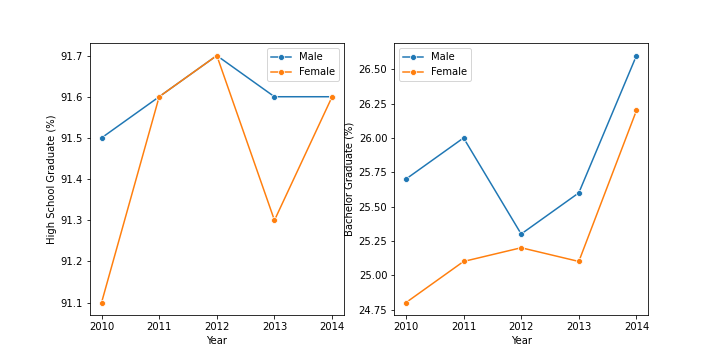 91.7
91.6
91.5
91.4
91.3
91.2
91.1
High School Graduate (%)
2010 2011 2012 2013 2014
Year
Male
Female
26.50
26.25
26.00
25.75
25.50
25.25
25.00
24.75
Bachelor Graduate (%)
2010 2011 2012 2013 2014
Year
Male
Female